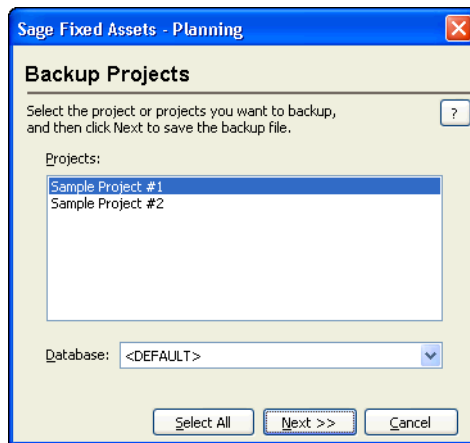 Sage Fixed Assets - Planning
Backup Projects
Select the project or projects you want to backup,
and then click Next to save the backup file.
?
Projects:
Sample Project #1
Sample Project #2
Database: <DEFAULT>
Select All Next >> Cancel